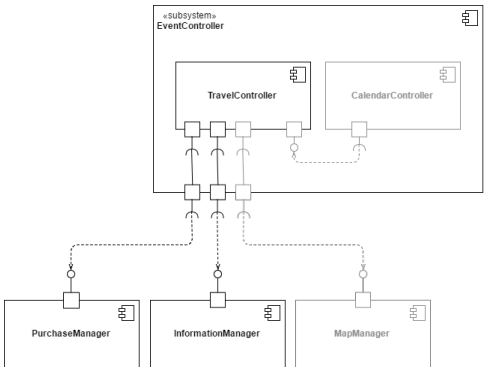 «subsystem»
EventController
TravelController
CalendarController
PurchaseManager
InformationManager
MapManager